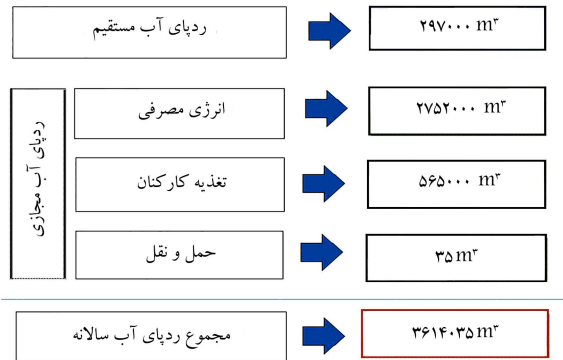 ردپای آب مستقیم
۲۹۷۰۰۰ m³
ردپای آب مجازی
انرژی مصرفی
۲۷۵۲۰۰۰ m³
تغذیه کارکنان
۵۶۵۰۰۰ m³
حمل و نقل
۳۵ m³
مجموع ردپای آب سالانه
۳۶۱۴۰۳۵ m³